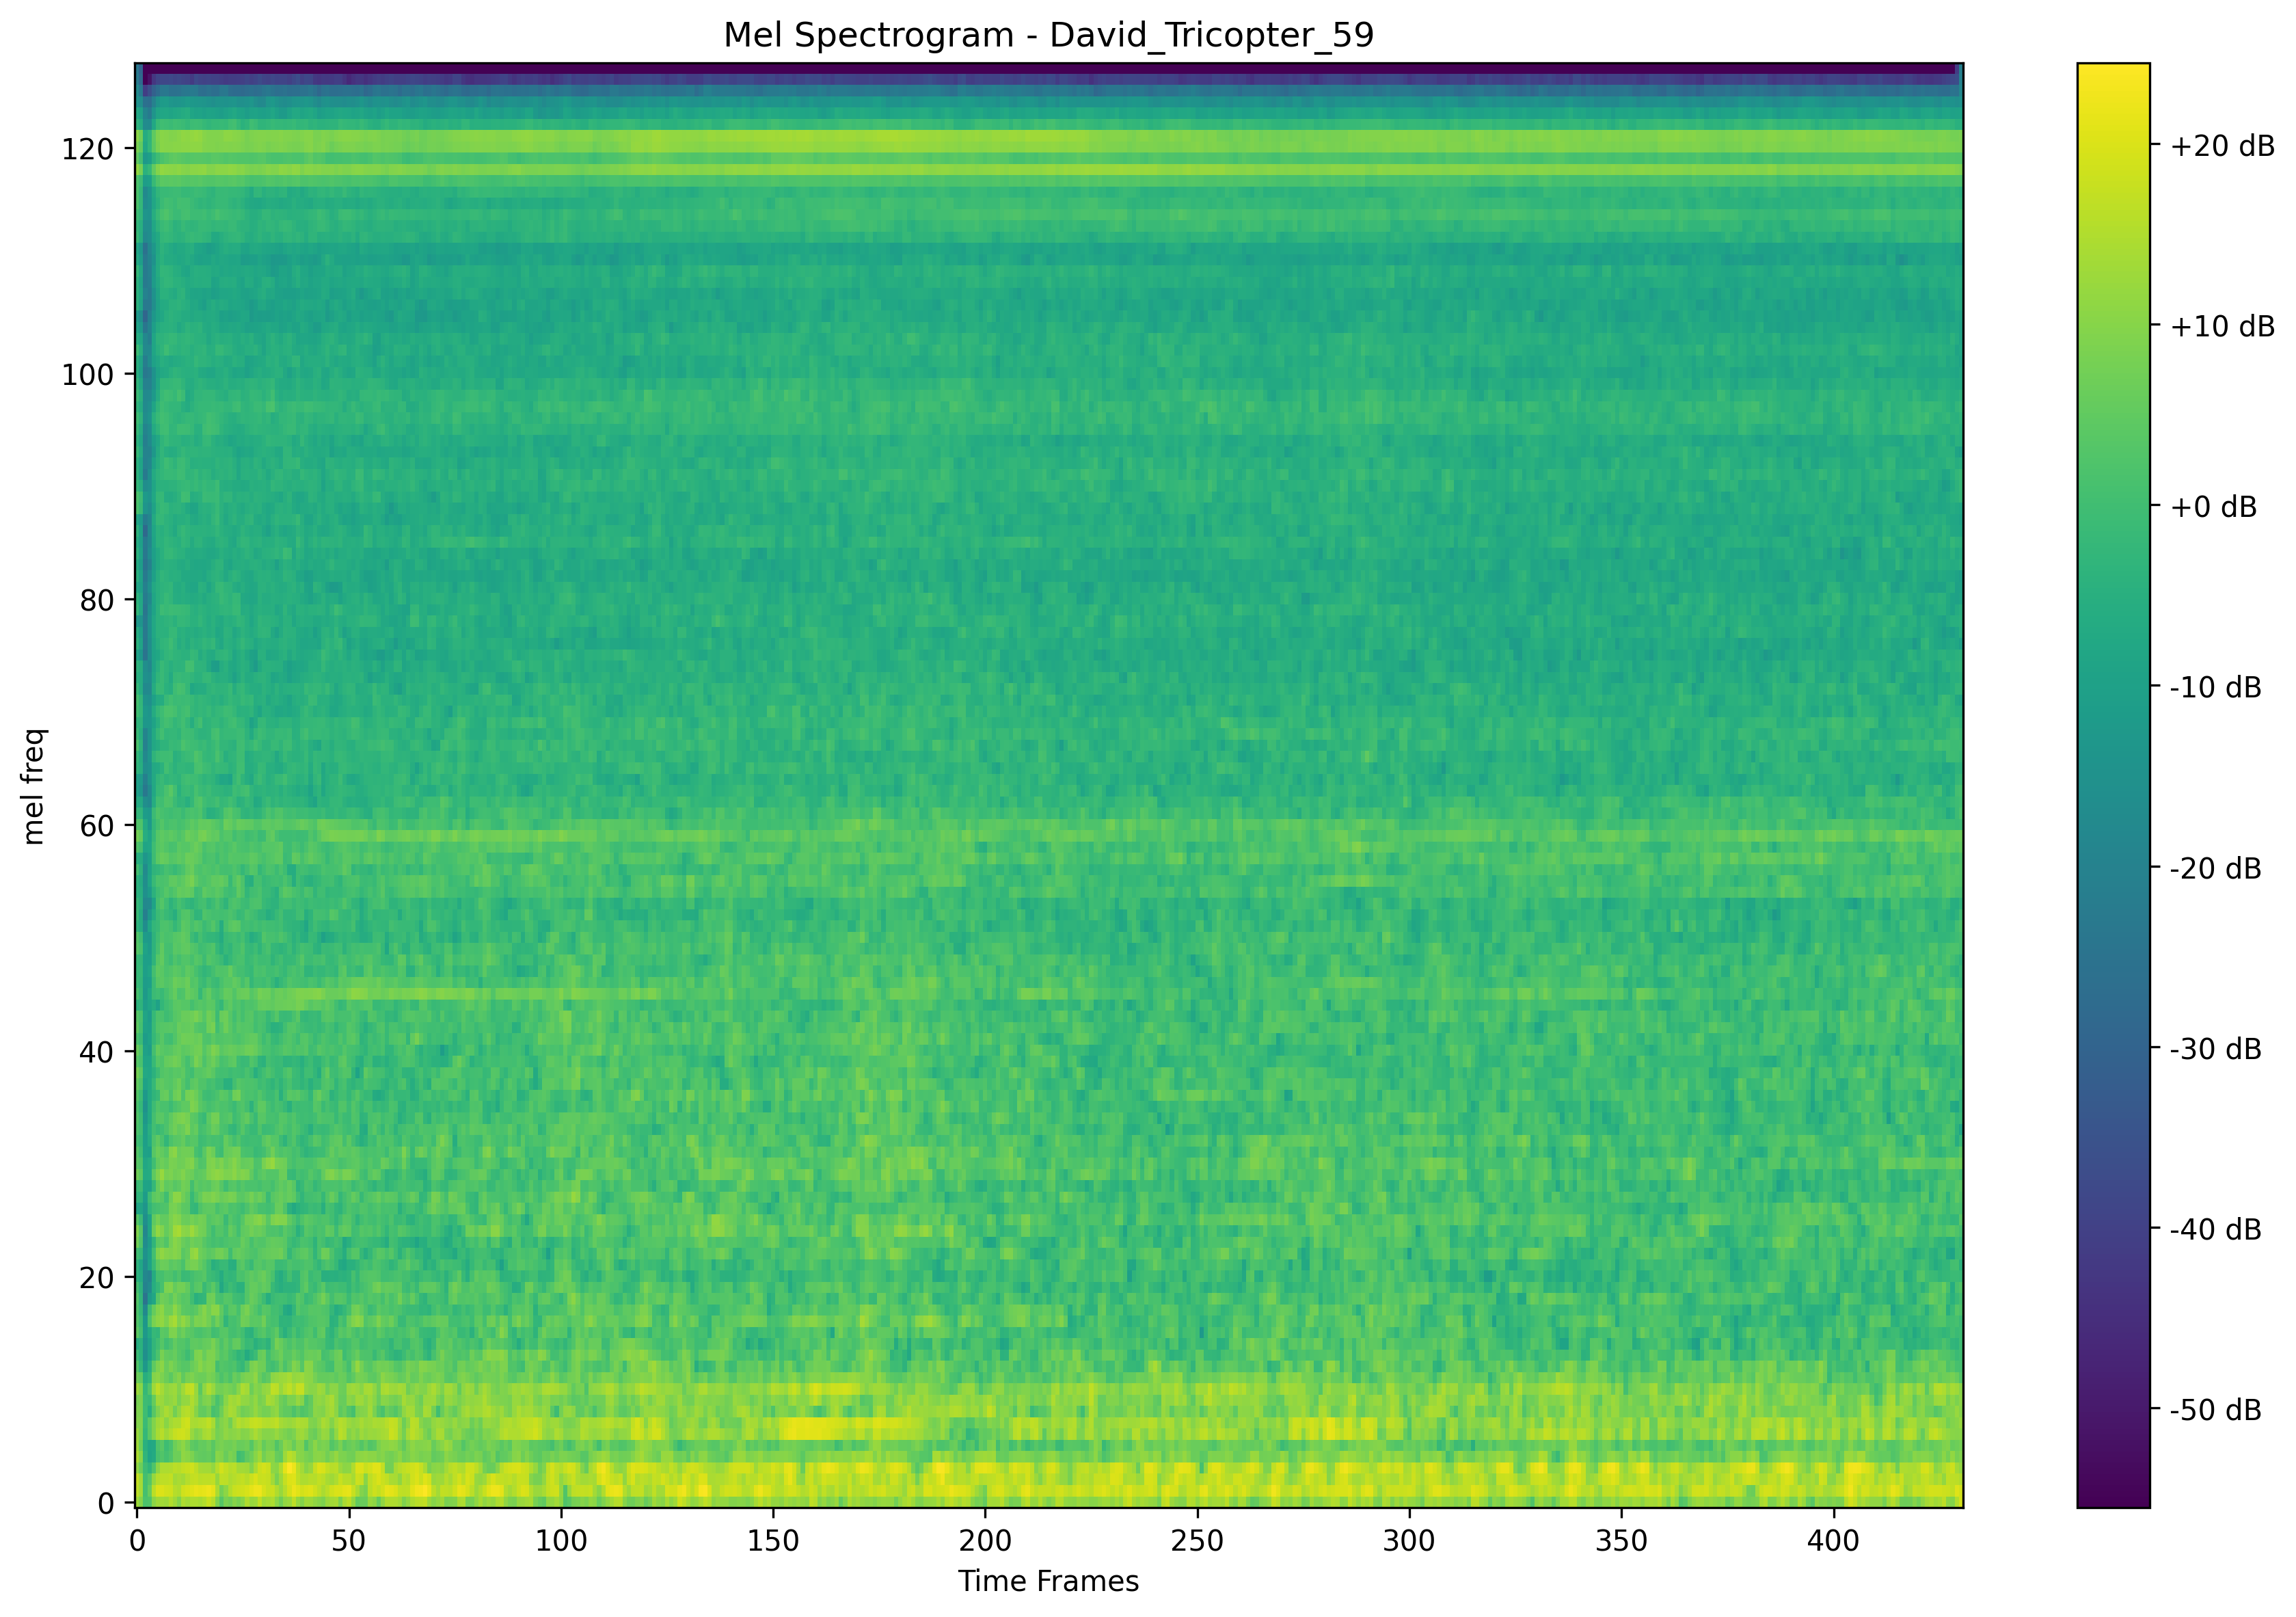 Mel Spectrogram - David_Tricopter_59
mel freq
120
100
80
60
40
20
0
0 50 100 150 200 250 300 350 400
Time Frames
+20 dB
+10 dB
+0 dB
-10 dB
-20 dB
-30 dB
-40 dB
-50 dB